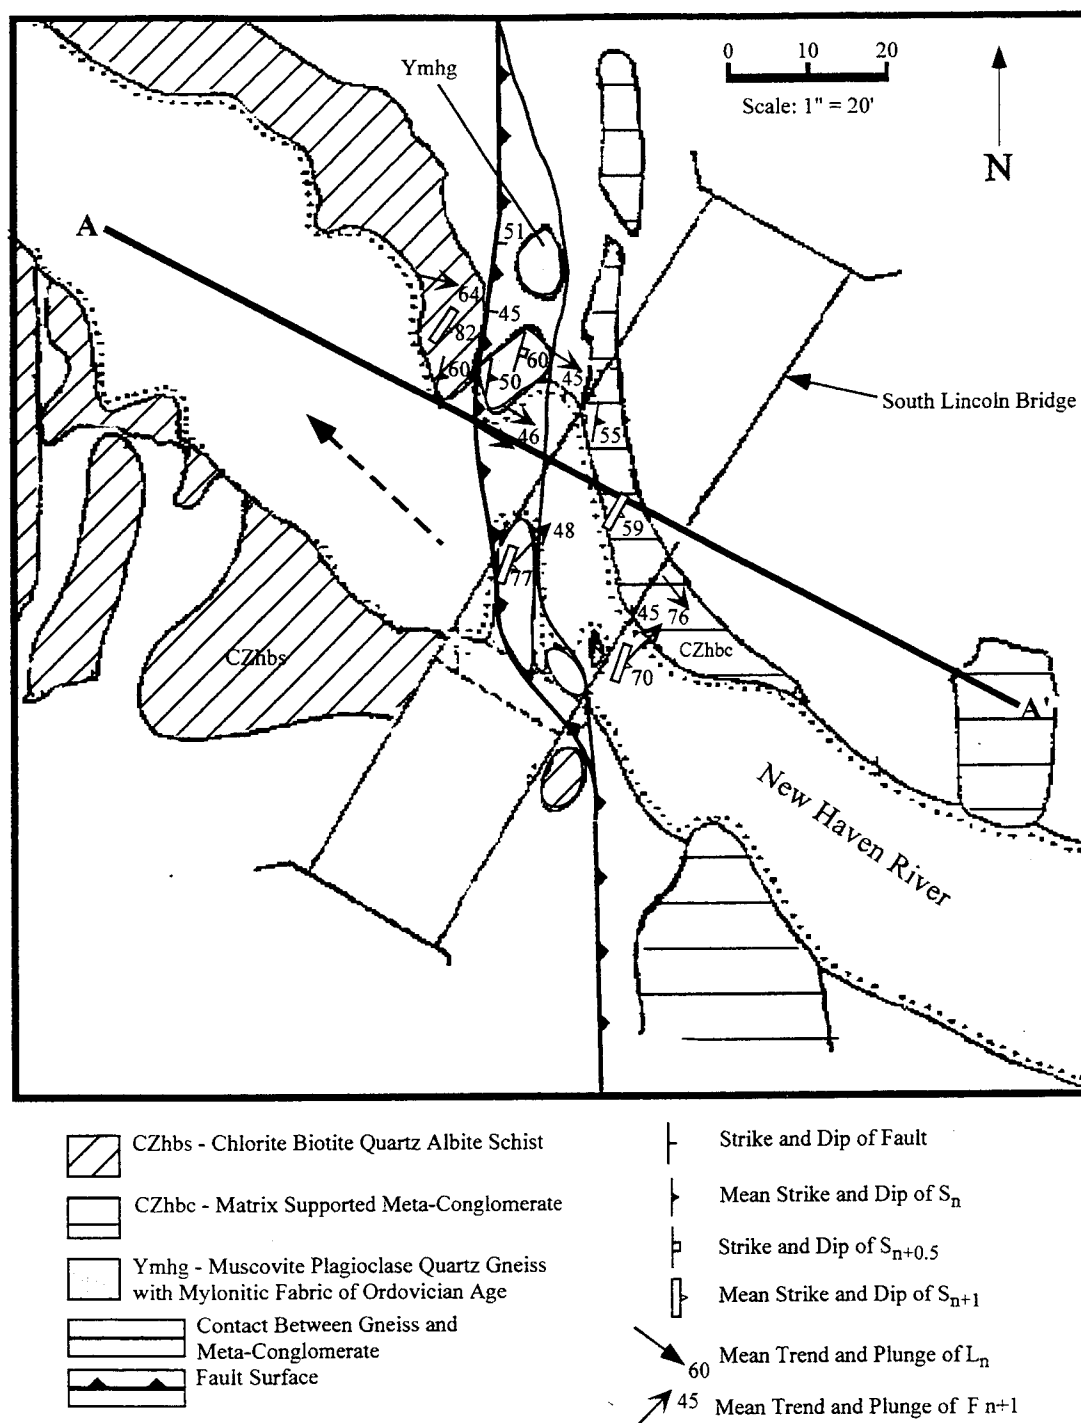 Ymhg
0 10 20
Scale: 1" = 20'
N
A
51
64
45
82
60
50
60
45
46
55
South Lincoln Bridge
59
48
77
45
76
CZhbs
CZhbc
70
A'
New Haven River
CZhbs - Chlorite Biotite Quartz Albite Schist
CZhbc - Matrix Supported Meta-Conglomerate
Ymhg - Muscovite Plagioclase Quartz Gneiss
with Mylonitic Fabric of Ordovician Age
Contact Between Gneiss and
Meta-Conglomerate
Fault Surface
Strike and Dip of Fault
Mean Strike and Dip of Sn
Strike and Dip of Sn+0.5
Mean Strike and Dip of Sn+1
60 Mean Trend and Plunge of Ln
45 Mean Trend and Plunge of F n+1